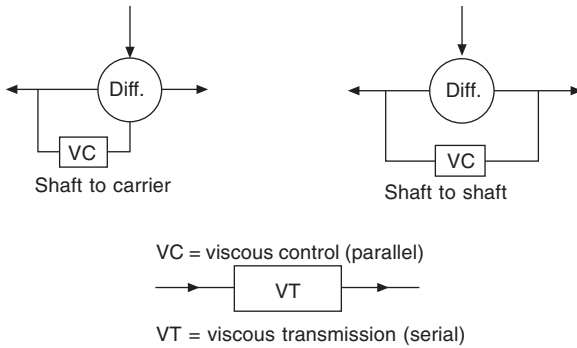 Diff.
VC
Shaft to carrier
Diff.
VC
Shaft to shaft
VC = viscous control (parallel)
VT
VT = viscous transmission (serial)